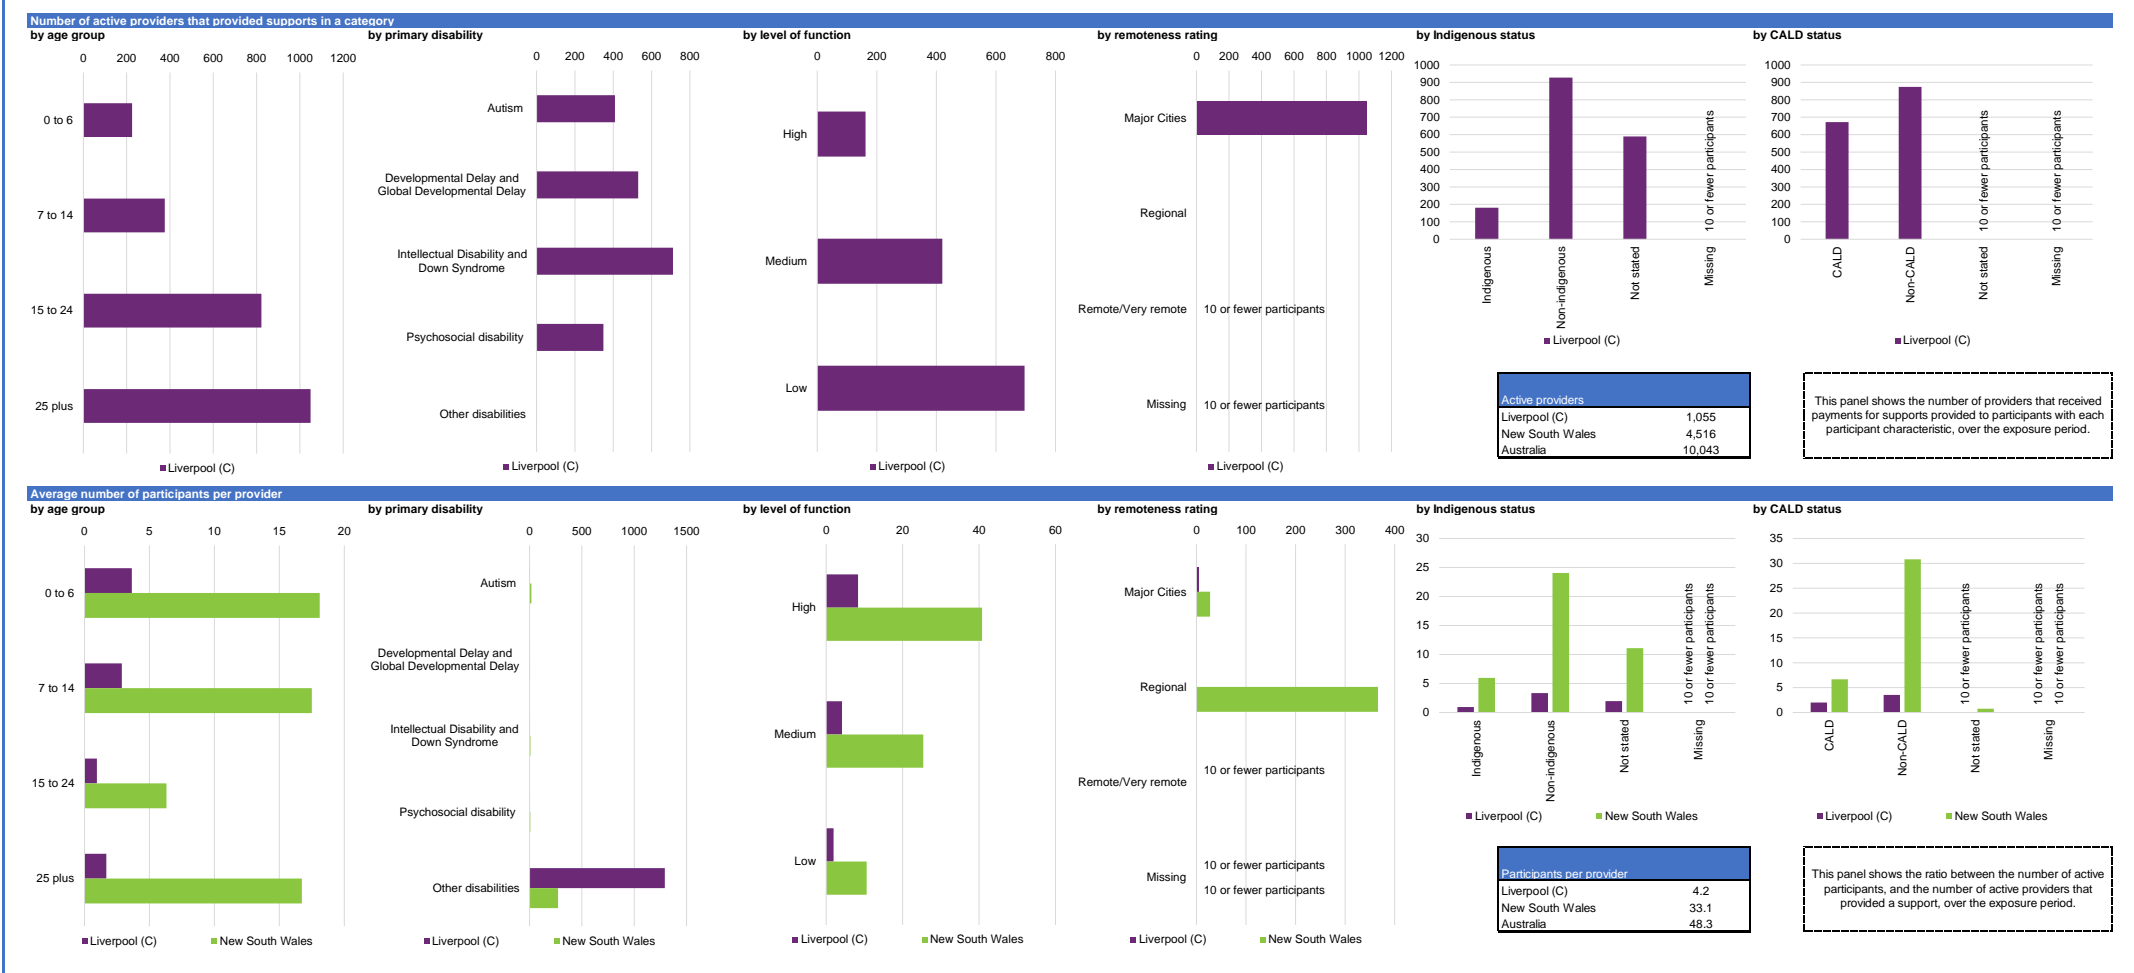 Number of active providers that provided supports in a category
by age group
0 200 400 600 800 1000 1200
0 to 6
7 to 14
15 to 24
25 plus
Liverpool (C)
by primary disability
0 200 400 600 800
Autism
Developmental Delay and
Global Developmental Delay
Intellectual Disability and
Down Syndrome
Psychosocial disability
Other disabilities
Liverpool (C)
by level of function
0 200 400 600 800
High
Medium
Low
Liverpool (C)
by remoteness rating
0 200 400 600 800 1000 1200
Major Cities
Regional
Remote/Very remote
10 or fewer participants
Missing
10 or fewer participants
Liverpool (C)
by Indigenous status
1000
900
800
700
600
500
400
300
200
100
0
10 or fewer participants
Indigenous
Non-indigenous
Not stated
Missing
Liverpool (C)
by CALD status
1000
900
800
700
600
500
400
300
200
100
0
10 or fewer participants
10 or fewer participants
CALD
Non-CALD
Not stated
Missing
Liverpool (C)
Active providers
Liverpool (C) 1,055
New South Wales 4,516
Australia 10,043
This panel shows the number of providers that received
payments for supports provided to participants with each
participant characteristic, over the exposure period.
Average number of participants per provider
by age group
0 5 10 15 20
0 to 6
7 to 14
15 to 24
25 plus
Liverpool (C) New South Wales
by primary disability
0 500 1000 1500
Autism
Developmental Delay and
Global Developmental Delay
Intellectual Disability and
Down Syndrome
Psychosocial disability
Other disabilities
Liverpool (C) New South Wales
by level of function
0 20 40 60
High
Medium
Low
Liverpool (C) New South Wales
by remoteness rating
0 100 200 300 400
Major Cities
Regional
Remote/Very remote
10 or fewer participants
Missing
10 or fewer participants
10 or fewer participants
Liverpool (C) New South Wales
by Indigenous status
30
25
20
15
10
5
0
10 or fewer participants
10 or fewer participants
Indigenous
Non-indigenous
Not stated
Missing
Liverpool (C) New South Wales
by CALD status
35
30
25
20
15
10
5
0
10 or fewer participants
10 or fewer participants
10 or fewer participants
CALD
Non-CALD
Not stated
Missing
Liverpool (C) New South Wales
Participants per provider
Liverpool (C) 4.2
New South Wales 33.1
Australia 48.3
This panel shows the ratio between the number of active
participants, and the number of active providers that
provided a support, over the exposure period.